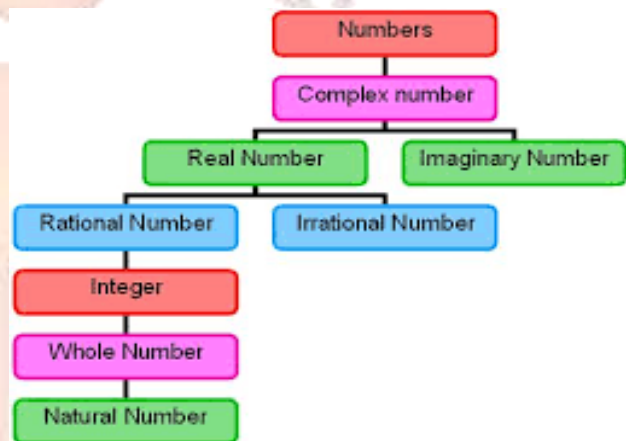 Numbers
Complex number
Real Number
Imaginary Number
Rational Number
Irrational Number
Integer
Whole Number
Natural Number